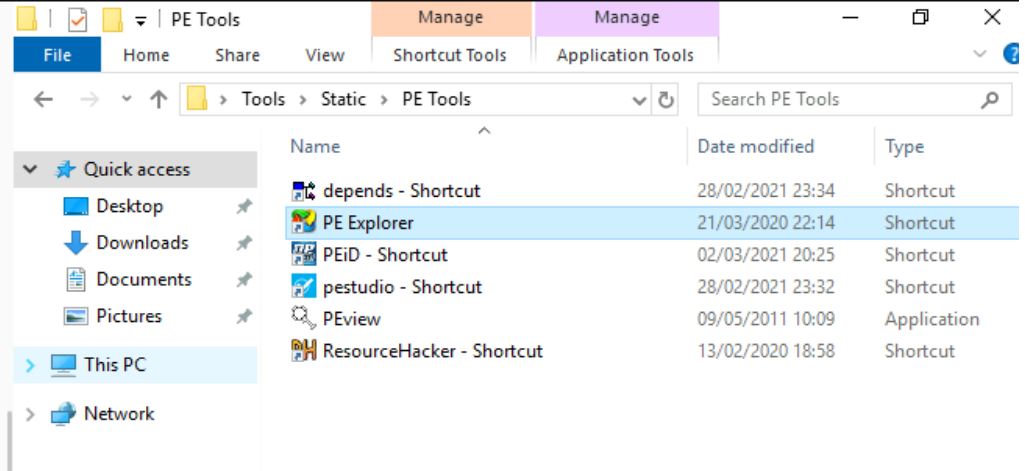 PE Tools Manage Manage
File Home Share View Shortcut Tools Application Tools ?
Tools > Static > PE Tools Search PE Tools
Name Date modified Type
Quick access
Desktop
Downloads
Documents
Pictures
This PC
Network
depends - Shortcut 28/02/2021 23:34 Shortcut
PE Explorer 21/03/2020 22:14 Shortcut
PEiD - Shortcut 02/03/2021 20:25 Shortcut
pestudio - Shortcut 28/02/2021 23:32 Shortcut
PEview 09/05/2011 10:09 Application
ResourceHacker - Shortcut 13/02/2020 18:58 Shortcut